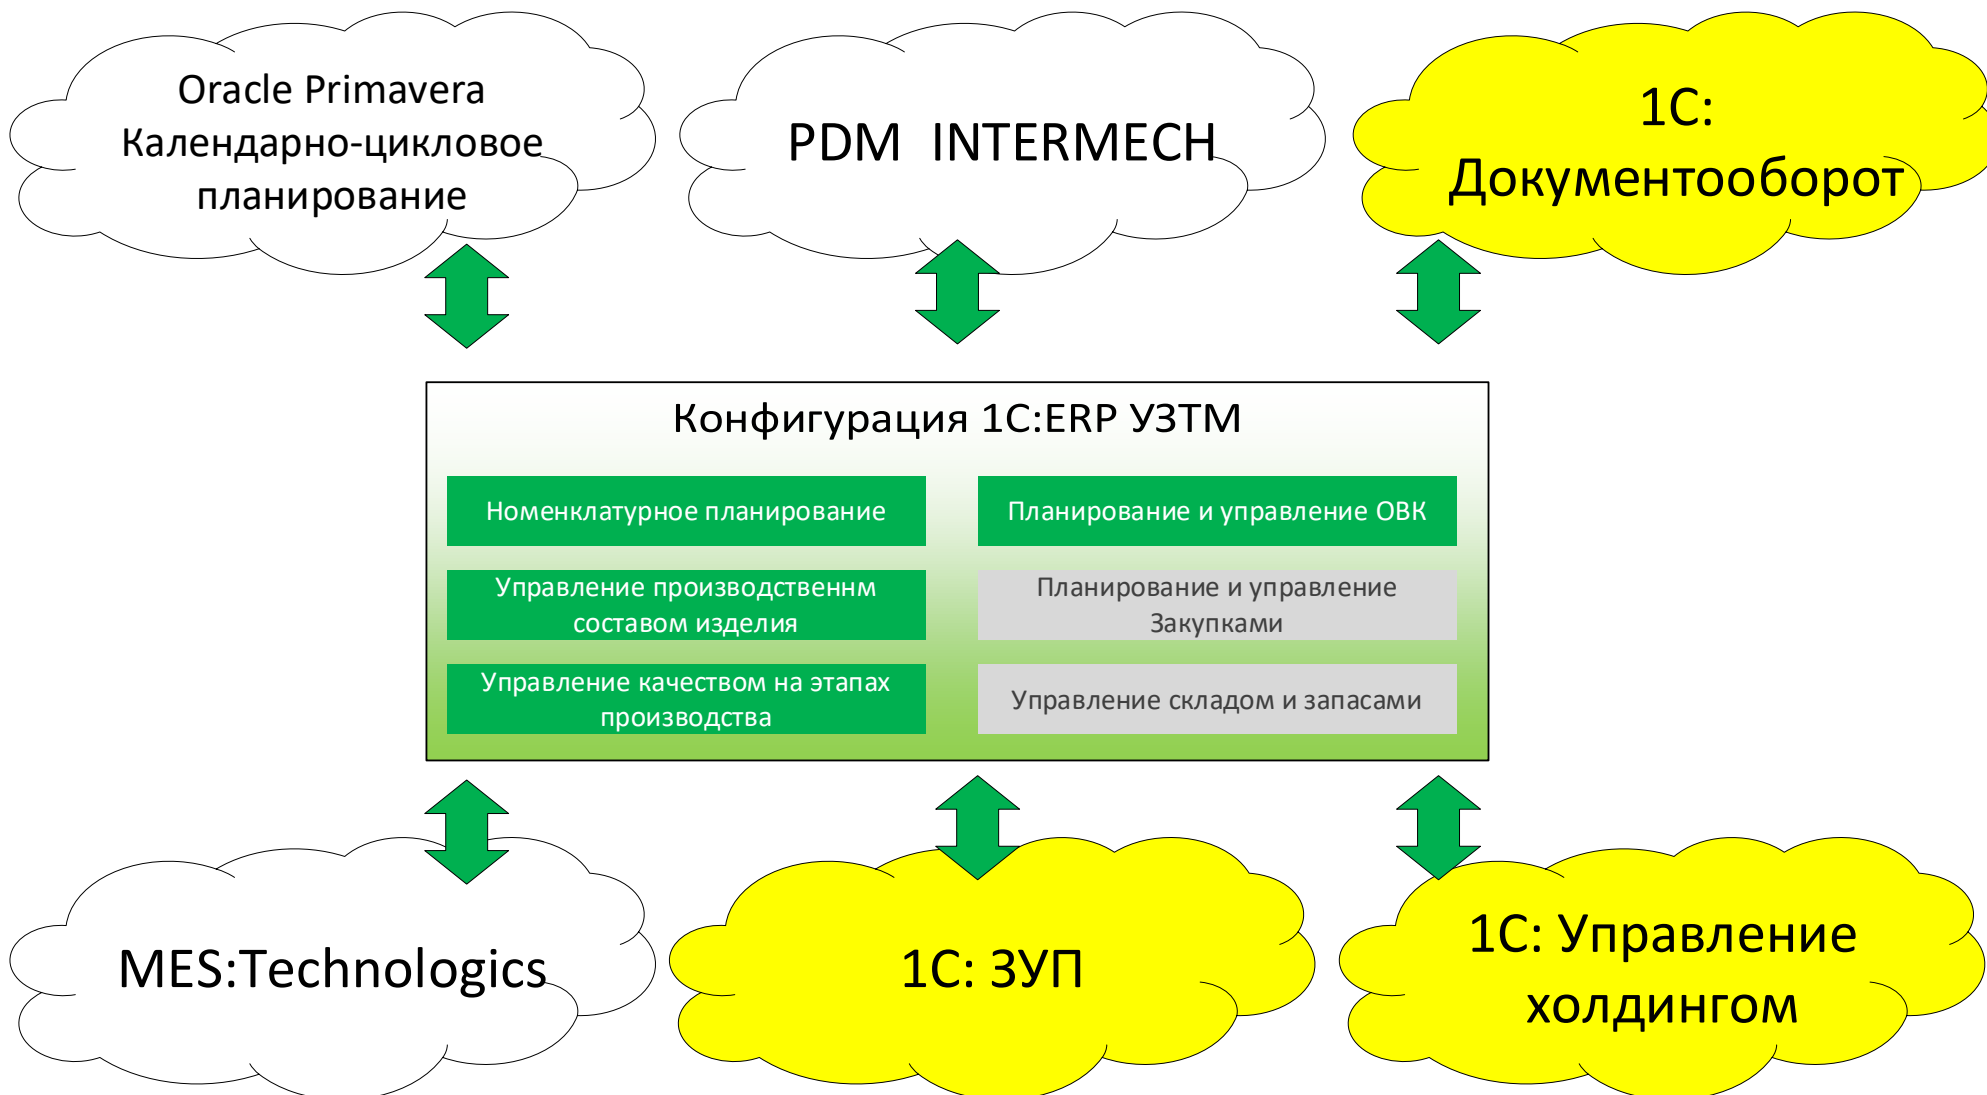 Oracle Primavera
Календарно-цикловое
планирование
PDM  INTERMECH
1С:
Документооборот
Конфигурация 1С:ERP УЗТМ
Номенклатурное планирование
Планирование и управление ОВК
Управление производственнм
составом изделия
Планирование и управление
Закупками
Управление качеством на этапах
производства
Управление складом и запасами
MES:Technologics
1С: ЗУП
1С: Управление
холдингом